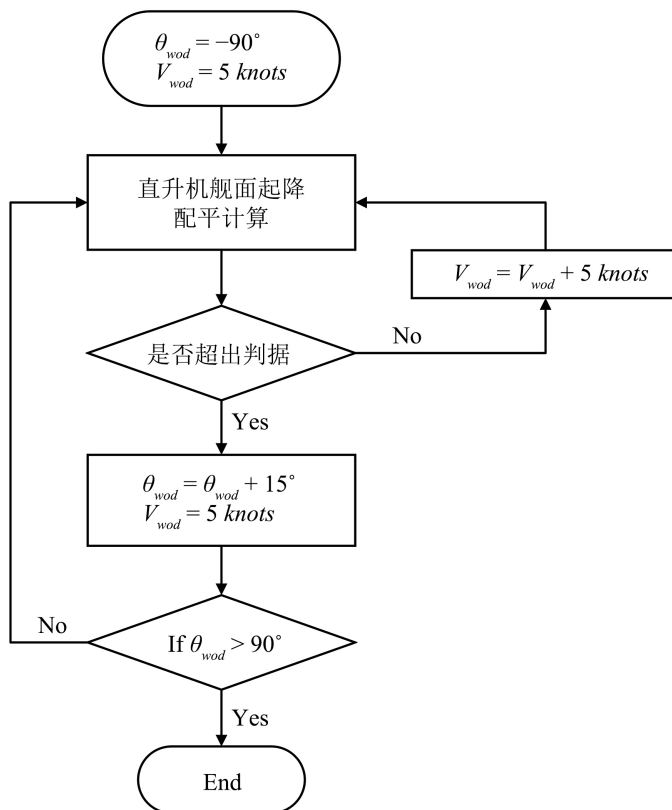 θwod = −90°
Vwod = 5 knots
直升机舰面起降
配平计算
Vwod = Vwod + 5 knots
是否超出判据
No
Yes
θwod = θwod + 15°
Vwod = 5 knots
No
If θwod > 90°
Yes
End